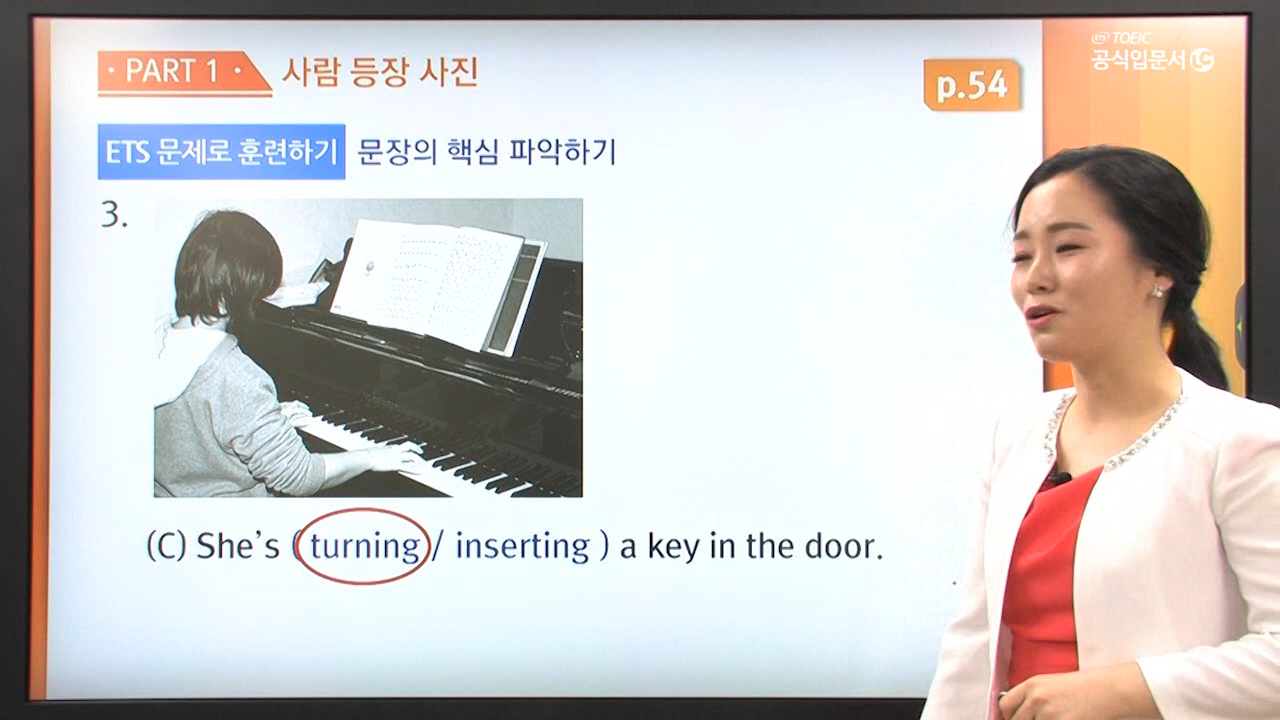 · PART 1 · 사람 등장 사진
p.54
ETS TOEIC
공식입문서 LC
ETS 문제로 훈련하기 문장의 핵심 파악하기
3.
(C) She's ( turning / inserting ) a key in the door.